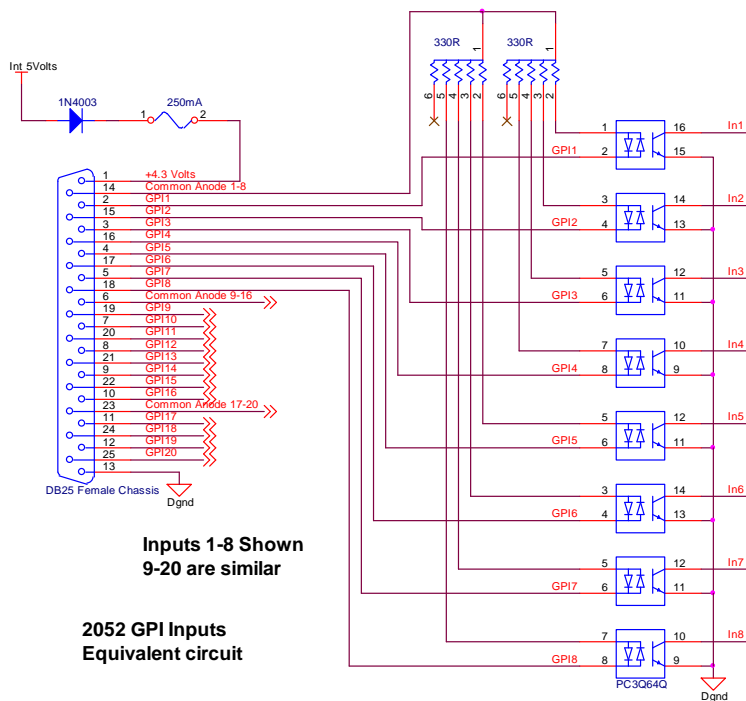 330R 330R
1 1
Int 5Volts
6 5 4 3 2 6 5 4 3 2
1N4003 250mA
1 2
1 +4.3 Volts
14 Common Anode 1-8
2 GPI1
15 GPI2
3 GPI3
16 GPI4
4 GPI5
17 GPI6
5 GPI7
18 GPI8
6 Common Anode 9-16
19 GPI9
7 GPI10
20 GPI11
8 GPI12
21 GPI13
9 GPI14
22 GPI15
10 GPI16
23 Common Anode 17-20
11 GPI17
24 GPI18
12 GPI19
25 GPI20
13
DB25 Female Chassis
Dgnd
1 16 In1
GPI1 2 15
3 14 In2
GPI2 4 13
5 12 In3
GPI3 6 11
7 10 In4
GPI4 8 9
5 12 In5
GPI5 6 11
3 14 In6
GPI6 4 13
5 12 In7
GPI7 6 11
7 10 In8
GPI8 8 9
PC3Q64Q
Dgnd
Inputs 1-8 Shown
9-20 are similar
2052 GPI Inputs
Equivalent circuit